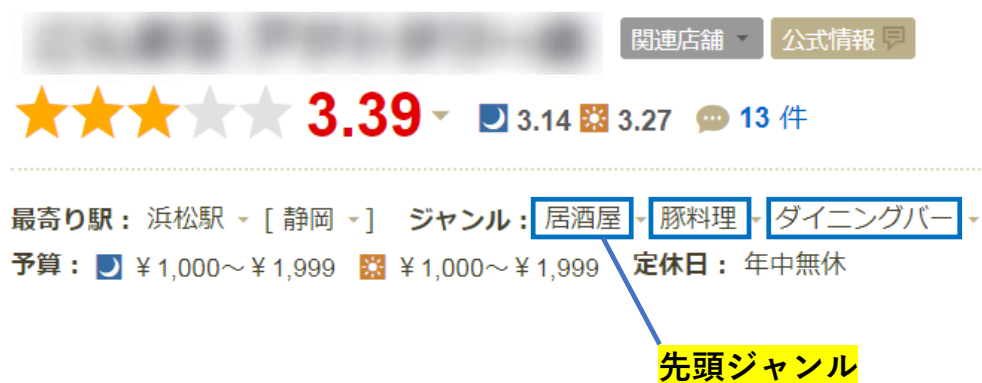 関連店舗 公式情報
3.39 3.14 3.27 13 件
最寄り駅： 浜松駅 [ 静岡 ] ジャンル： 居酒屋 豚料理 ダイニングバー
予算： ￥1,000～￥1,999 ￥1,000～￥1,999 定休日： 年中無休
先頭ジャンル